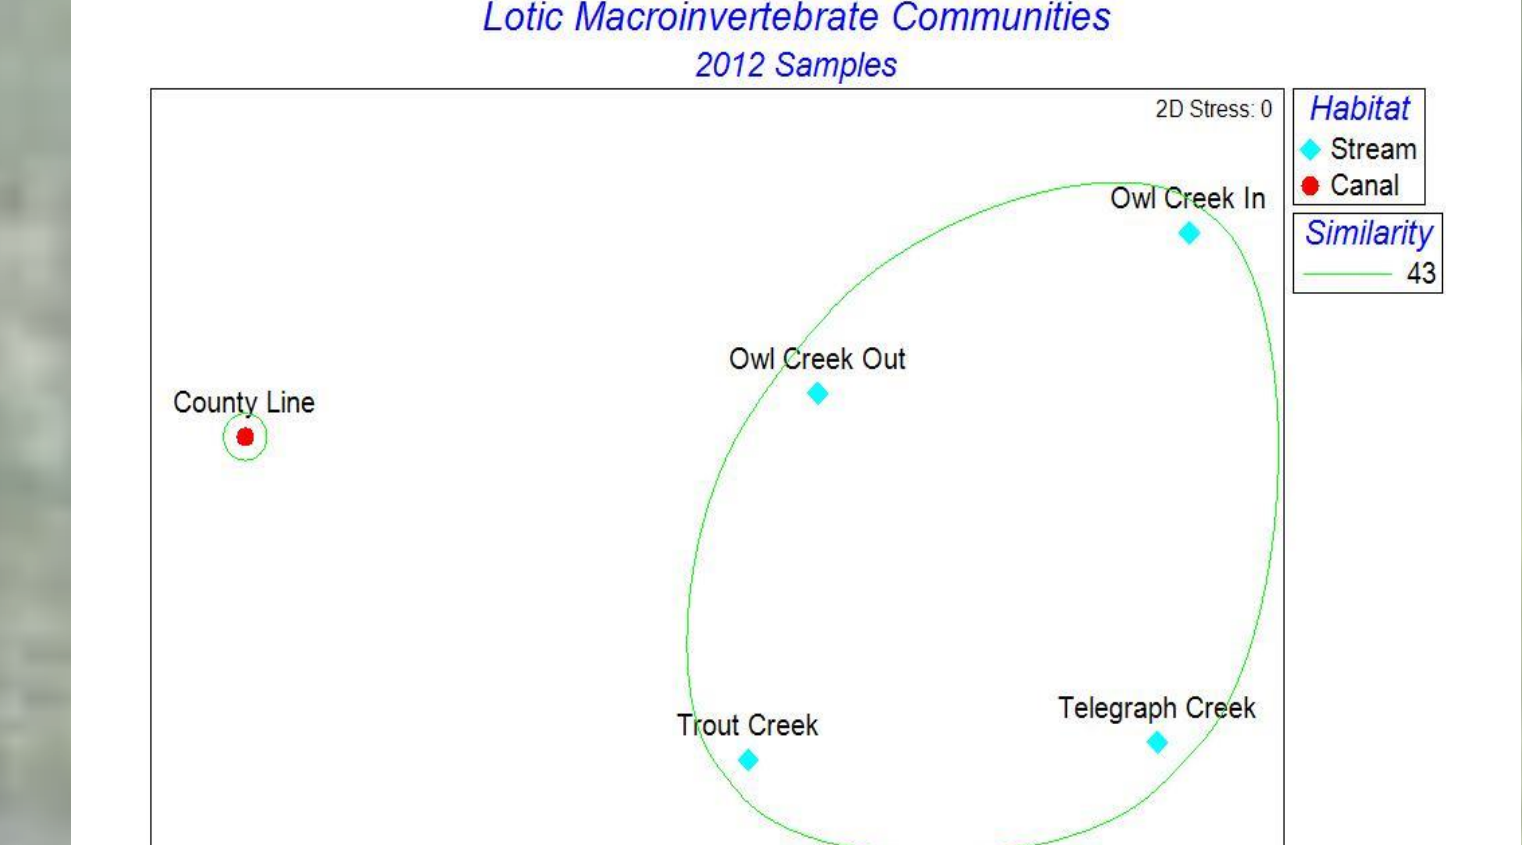 Lotic Macroinvertebrate Communities
2012 Samples
2D Stress: 0
Habitat
Stream
Canal
Similarity
43
Owl Creek In
Owl Creek Out
County Line
Trout Creek
Telegraph Creek